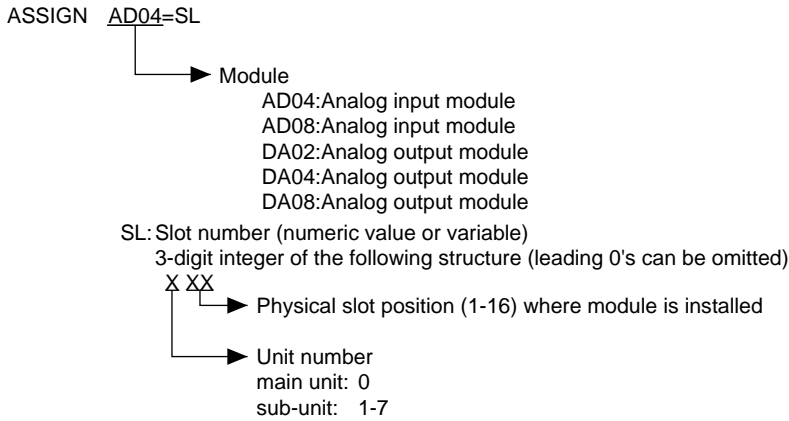 ASSIGN AD04=SL
Module
AD04:Analog input module
AD08:Analog input module
DA02:Analog output module
DA04:Analog output module
DA08:Analog output module
SL: Slot number (numeric value or variable)
3-digit integer of the following structure (leading 0's can be omitted)
X XX
Physical slot position (1-16) where module is installed
Unit number
main unit: 0
sub-unit: 1-7